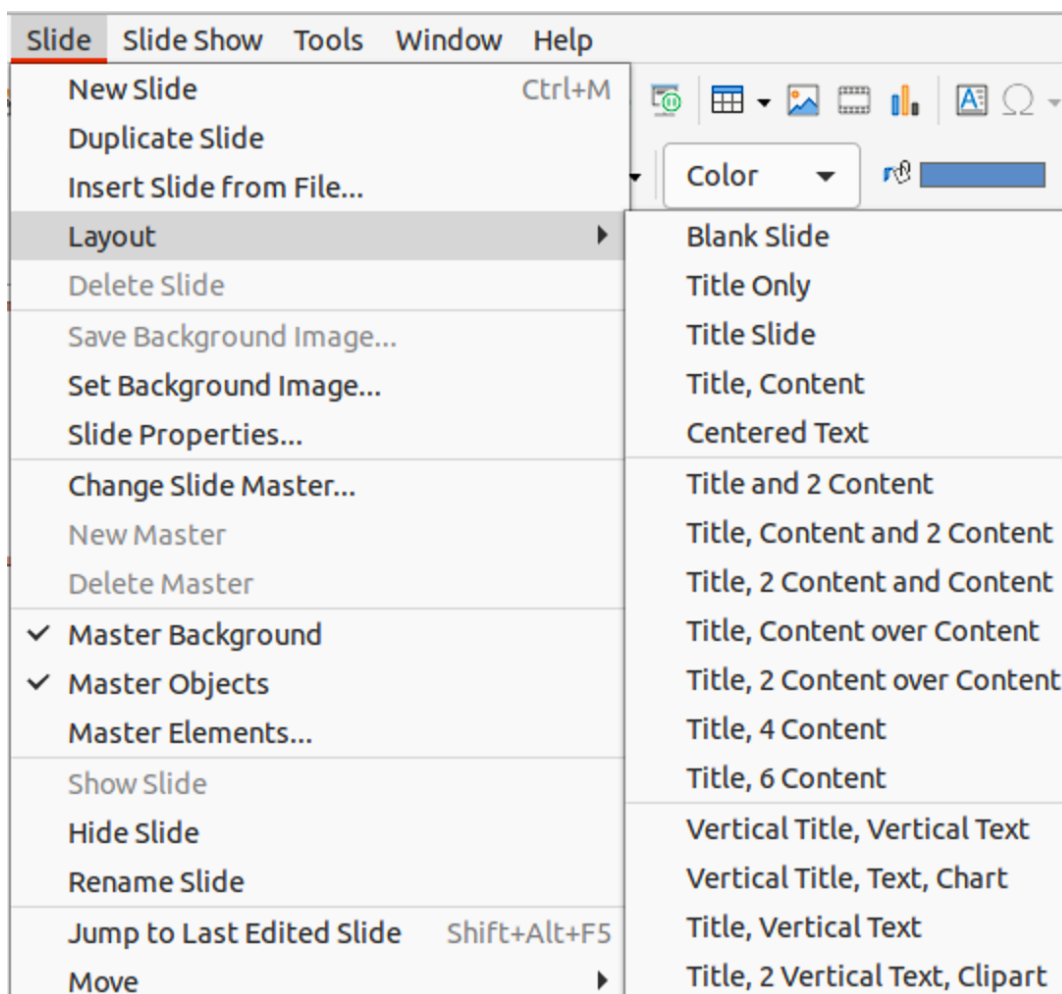 Slide Slide Show Tools Window Help
New Slide Ctrl+M
Duplicate Slide
Insert Slide from File...
Layout
Delete Slide
Save Background Image...
Set Background Image...
Slide Properties...
Change Slide Master...
New Master
Delete Master
Master Background
Master Objects
Master Elements...
Show Slide
Hide Slide
Rename Slide
Jump to Last Edited Slide Shift+Alt+F5
Move
Color
Blank Slide
Title Only
Title Slide
Title, Content
Centered Text
Title and 2 Content
Title, Content and 2 Content
Title, 2 Content and Content
Title, Content over Content
Title, 2 Content over Content
Title, 4 Content
Title, 6 Content
Vertical Title, Vertical Text
Vertical Title, Text, Chart
Title, Vertical Text
Title, 2 Vertical Text, Clipart